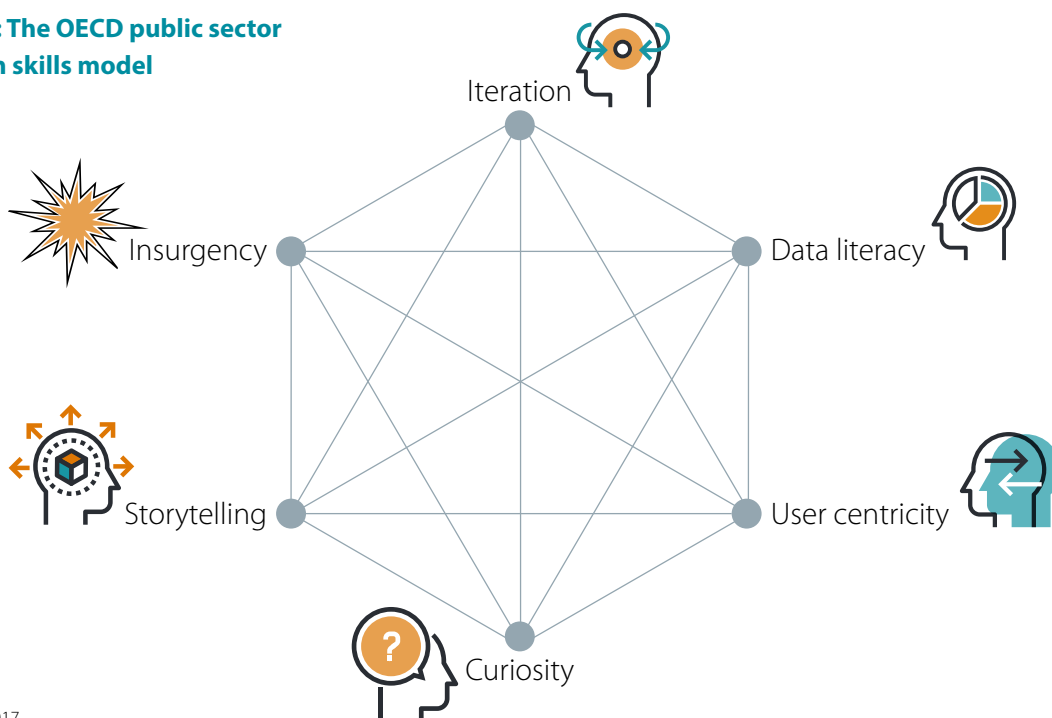 : The OECD public sector
n skills model
Iteration
Insurgency
Data literacy
?
Storytelling
User centricity
Curiosity
017